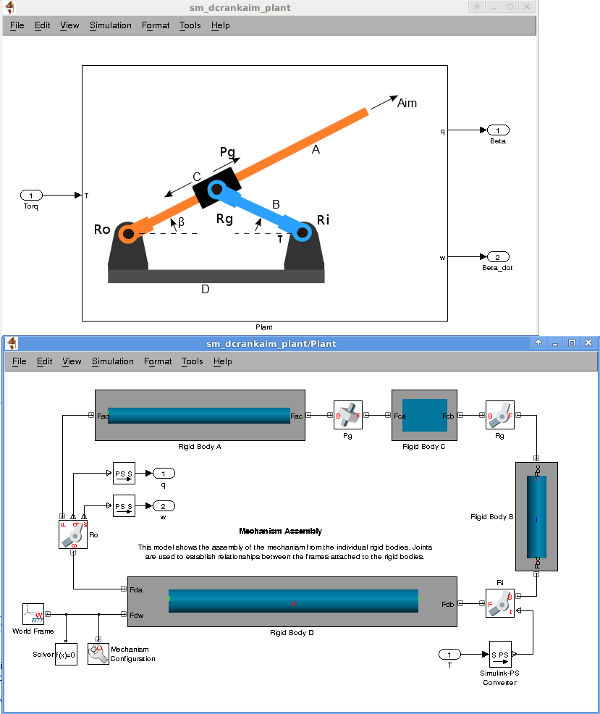 sm_dcrankaim_plant
File Edit View Simulation Format Tools Help
Aim
A
Pg
C
B
Rg
β
Ro
Ri
T
D
1
Torq
T
q
1
Beta
w
2
Beta_dot
Plant
sm_dcrankaim_plant/Plant
File Edit View Simulation Format Tools Help
Fac
Fac
Rigid Body A
B F
Pg
Fca Fcb
Rigid Body C
B F
Rg
PS S
1
q
PS S
2
w
Ro
Rigid Body B
Mechanism Assembly
This model shows the assembly of the mechanism from the individual rigid bodies. Joints
are used to establish relationships between the frames attached to the rigid bodies.
Fda
Fdw
Fdb
Rigid Body D
Ri
W
World Frame
Solver
f(x)=0
Mechanism
Configuration
1
T
S PS
Simulink-PS
Converter